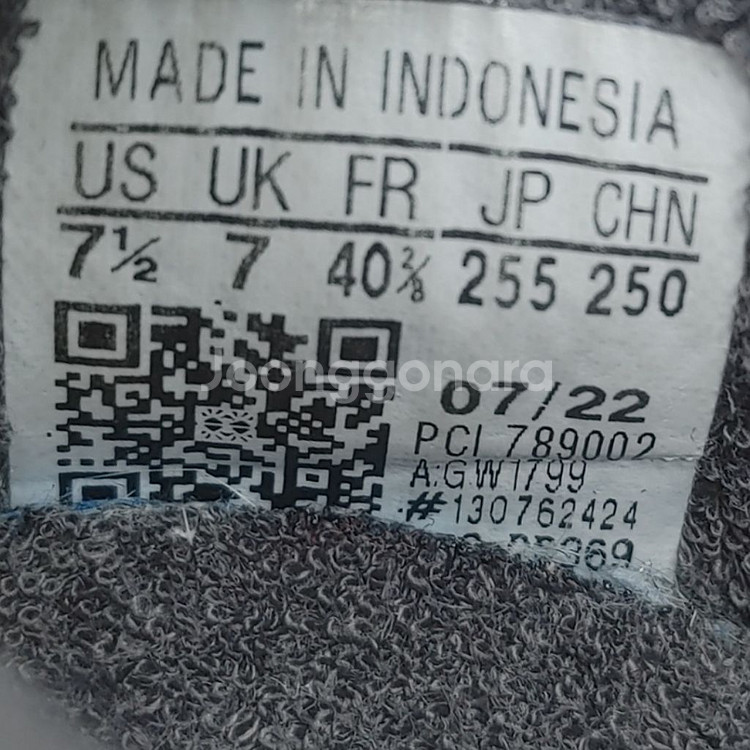 MADE IN INDONESIA
US UK FR JP CHN
7½ 7 40⅔ 255 250
Joonggonara
07/22
PCI 789002
A:GW1799
#130762424